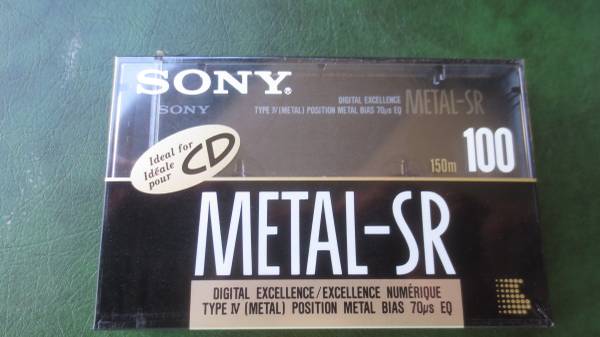 SONY®
SONY
DIGITAL EXCELLENCE METAL-SR
TYPE IV (METAL) POSITION METAL BIAS 70µs EQ
Ideal for
Idéale
pour
CD
150m 100
METAL-SR
DIGITAL EXCELLENCE/EXCELLENCE NUMÉRIQUE
TYPE IV (METAL) POSITION METAL BIAS 70µs EQ